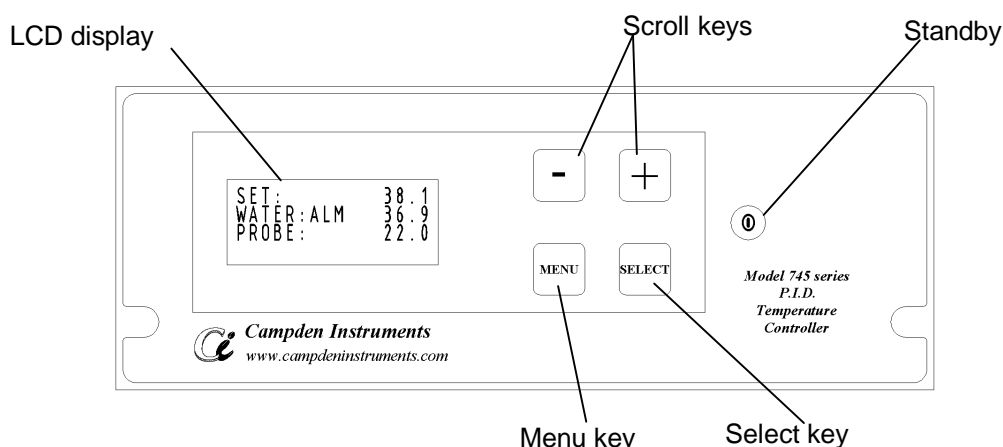 LCD display
Scroll keys
Standby
SET: 38.1
WATER:ALM 36.9
PROBE: 22.0
-
+
MENU
SELECT
Model 745 series
P.I.D.
Temperature
Controller
Ci Campden Instruments
www.campdeninstruments.com
Menu key
Select key